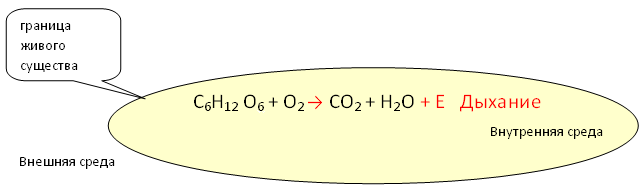 граница
живого
существа
C₆H₁₂ O₆ + O₂ → CO₂ + H₂O + E Дыхание
Внутренняя среда
Внешняя среда